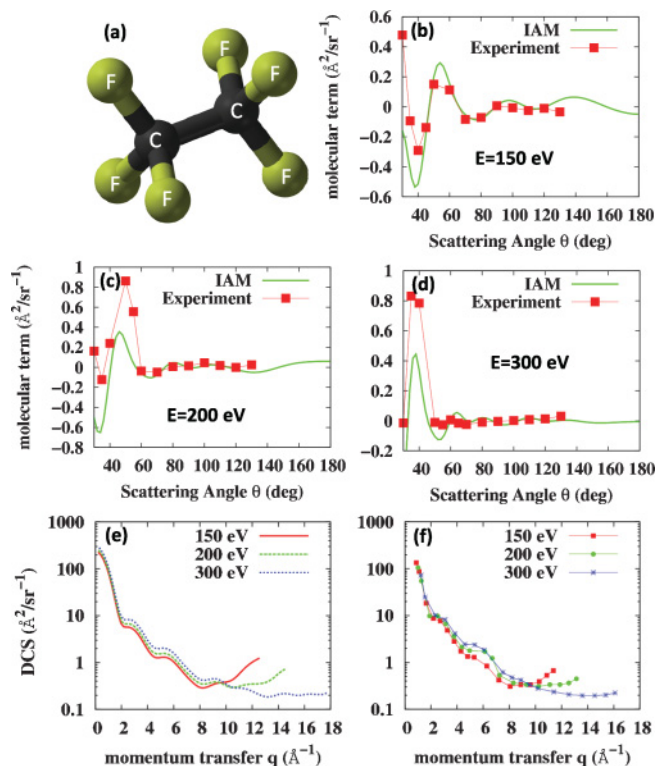 (a)
F
F
F
C
C
F
F
F
(b)
IAM
Experiment
E=150 eV
molecular term (Å²/sr⁻¹)
0.6
0.4
0.2
0
-0.2
-0.4
-0.6
40 60 80 100 120 140 160 180
Scattering Angle θ (deg)
(c)
IAM
Experiment
E=200 eV
molecular term (Å²/sr⁻¹)
1
0.8
0.6
0.4
0.2
0
-0.2
-0.4
-0.6
-0.8
40 60 80 100 120 140 160 180
Scattering Angle θ (deg)
(d)
IAM
Experiment
E=300 eV
1
0.8
0.6
0.4
0.2
0
-0.2
40 60 80 100 120 140 160 180
Scattering Angle θ (deg)
(e)
150 eV
200 eV
300 eV
DCS (Å²/sr⁻¹)
1000
100
10
1
0.1
0 2 4 6 8 10 12 14 16 18
momentum transfer q (Å⁻¹)
(f)
150 eV
200 eV
300 eV
1000
100
10
1
0.1
0 2 4 6 8 10 12 14 16 18
momentum transfer q (Å⁻¹)